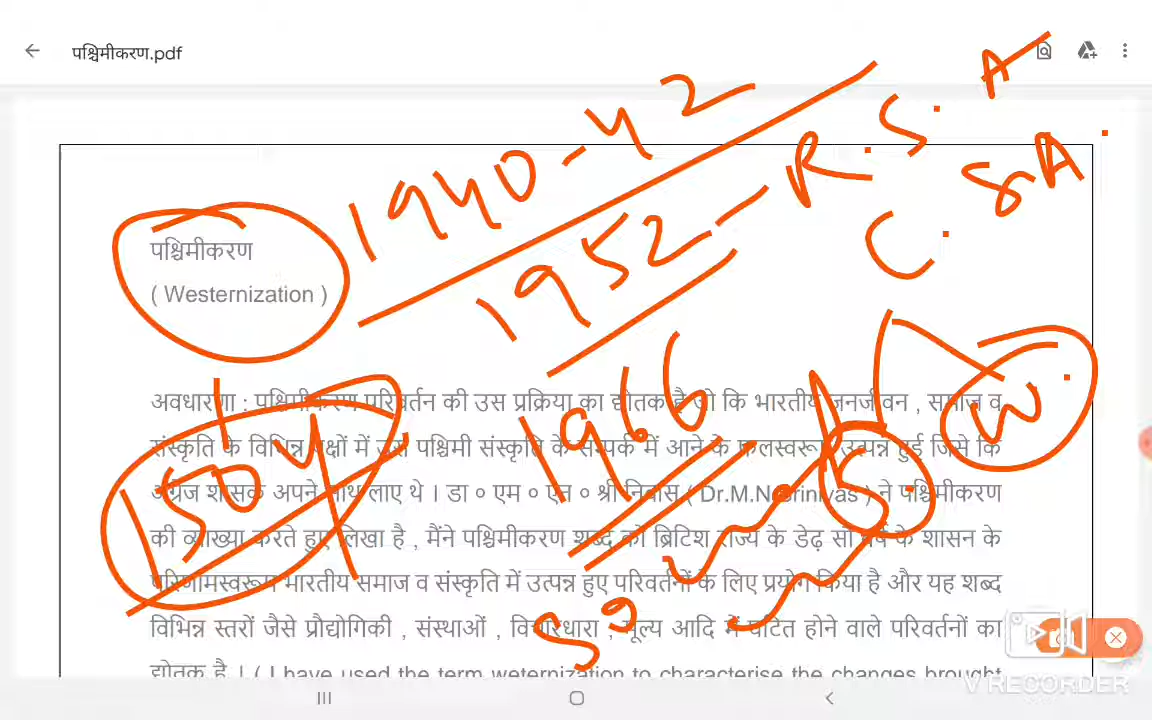 पश्चिमीकरण.pdf
1940-42
R.S.A
1952
C.&A.
पश्चिमीकरण
( Westernization )
1966
W.
अवधारणा : पश्चिमीकरण परिवर्तन की उस प्रक्रिया का द्योतक है जो कि भारतीय जनजीवन , समाज व
संस्कृति के विभिन्न पक्षों में उस पश्चिमी संस्कृति के सम्पर्क में आने के फलस्वरूप उत्पन्न हुई जिसे कि
150y
S.
अंग्रेज शासक अपने साथ लाए थे । डा ० एम ० एन ० श्री निवास ( Dr.M.N.Srinivas ) ने पश्चिमीकरण
की व्याख्या करते हुए लिखा है , मैंने पश्चिमीकरण शब्द को ब्रिटिश राज्य के डेढ़ सौ वर्ष के शासन के
परिणामस्वरूप भारतीय समाज व संस्कृति में उत्पन्न हुए परिवर्तनों के लिए प्रयोग किया है और यह शब्द
विभिन्न स्तरों जैसे प्रौद्योगिकी , संस्थाओं , विचारधारा , मूल्य आदि में घटित होने वाले परिवर्तनों का
द्योतक है । ( I have used the term weternization to characterise the changes brought
V RECORDER